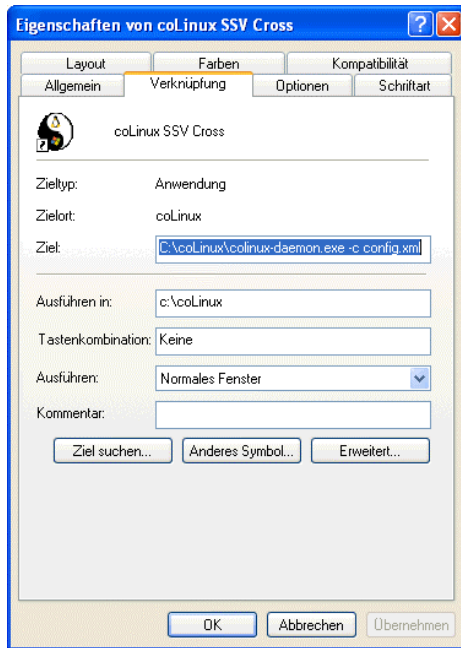 Eigenschaften von coLinux SSV Cross
Layout Farben Kompatibilität
Allgemein Verknüpfung Optionen Schriftart
coLinux SSV Cross
Zieltyp: Anwendung
Zielort: coLinux
Ziel: C:\coLinux\colinux-daemon.exe -c config.xml
Ausführen in: c:\coLinux
Tastenkombination: Keine
Ausführen: Normales Fenster
Kommentar:
Ziel suchen... Anderes Symbol... Erweitert...
OK Abbrechen Übernehmen